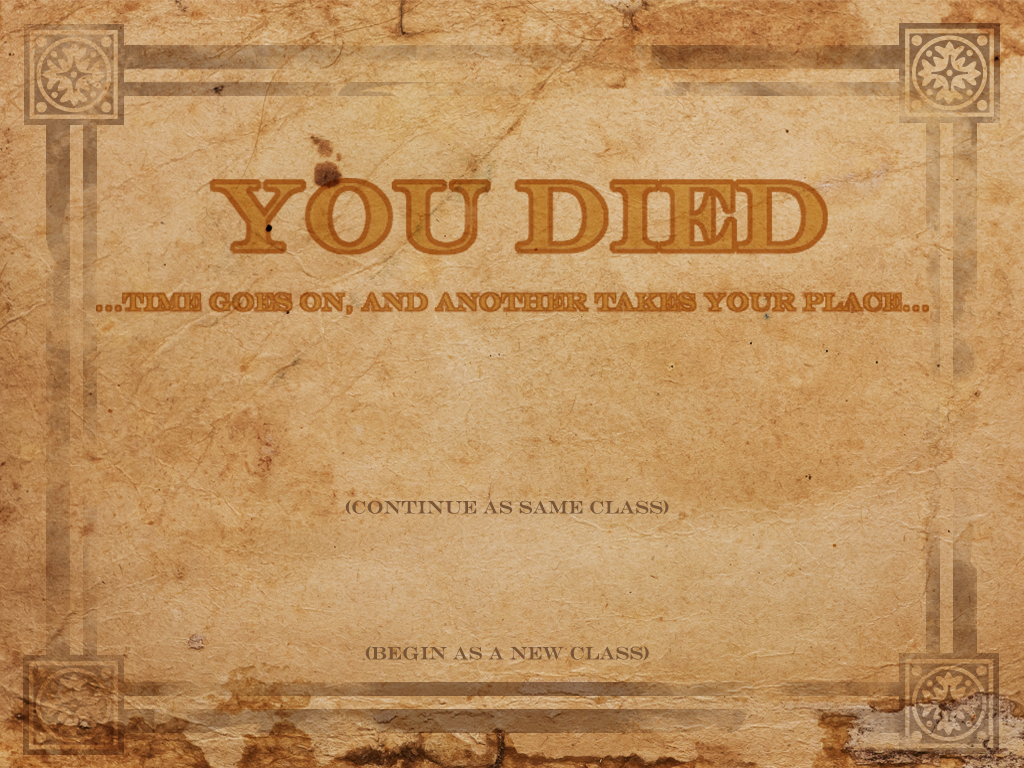 YOU DIED
...TIME GOES ON, AND ANOTHER TAKES YOUR PLACE...
(CONTINUE AS SAME CLASS)
(BEGIN AS A NEW CLASS)